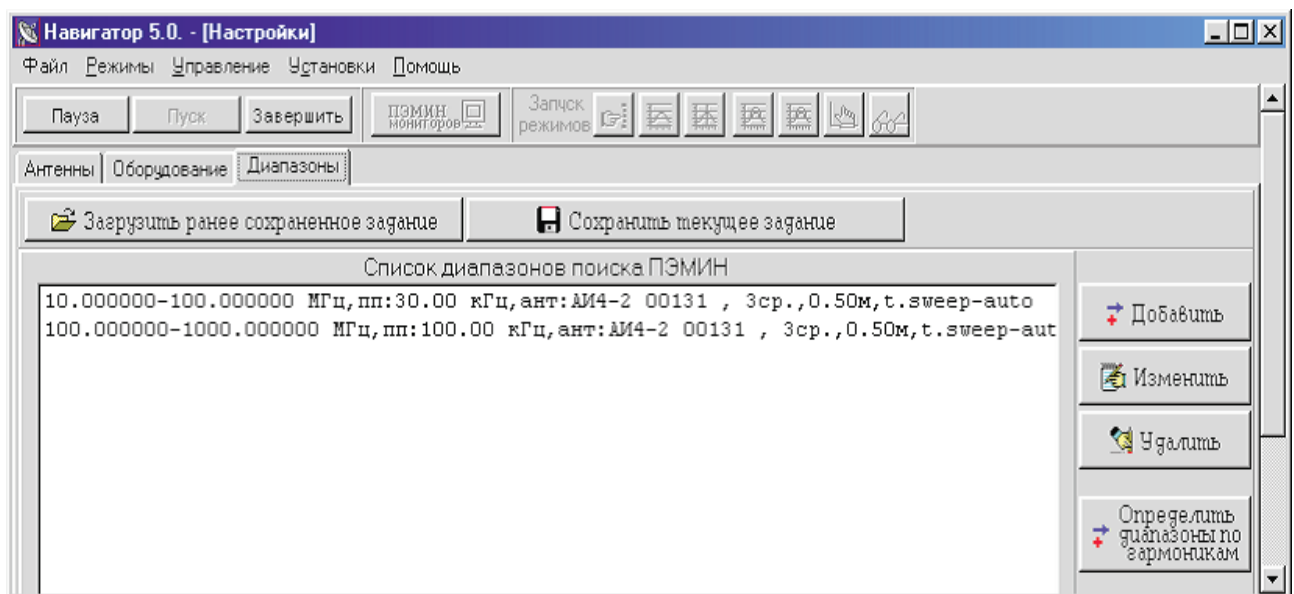 Навигатор 5.0. - [Настройки]
Файл Режимы Управление Установки Помощь
Пауза Пуск Завершить ПЭМИН мониторов Запуск режимов
Антенны Оборудование Диапазоны
Загрузить ранее сохраненное задание Сохранить текущее задание
Список диапазонов поиска ПЭМИН
10.000000-100.000000 МГц,пп:30.00 кГц,ант:АИ4-2 00131 , 3ср.,0.50м,t.sweep-auto
100.000000-1000.000000 МГц,пп:100.00 кГц,ант:АИ4-2 00131 , 3ср.,0.50м,t.sweep-aut
Добавить
Изменить
Удалить
Определить
диапазоны по
гармоникам